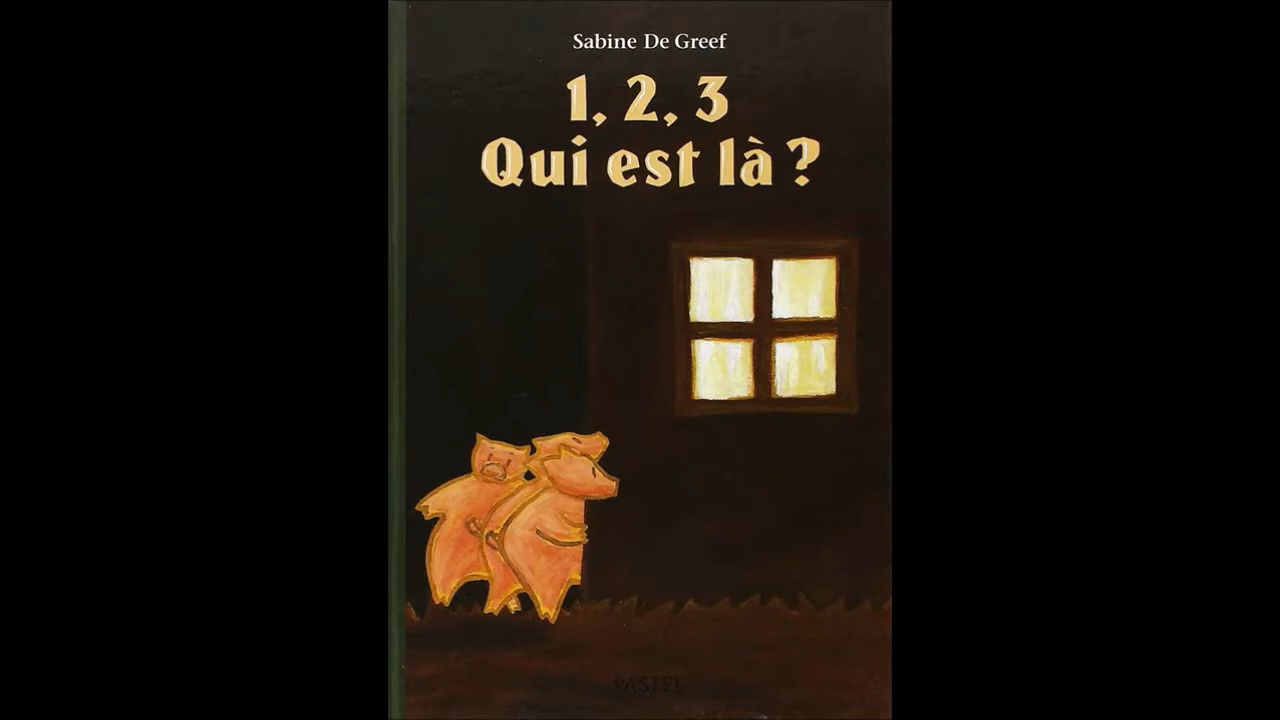 Sabine De Greef
1, 2, 3
Qui est là ?
PASTEL